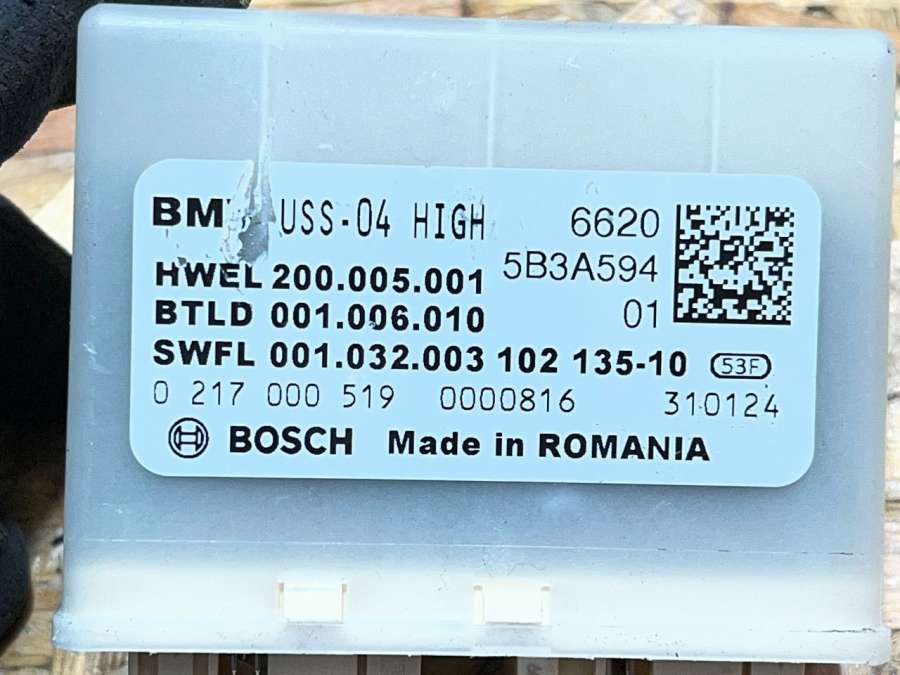 BM USS-04 HIGH 6620
HWEL 200.005.001 5B3A594
BTLD 001.006.010 01
SWFL 001.032.003 102 135-10 53F
0 217 000 519 0000816 310124
BOSCH Made in ROMANIA